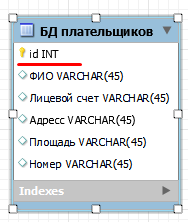 БД плательщиков
id INT
ФИО VARCHAR(45)
Лицевой счет VARCHAR(45)
Адресс VARCHAR(45)
Площадь VARCHAR(45)
Номер VARCHAR(45)
Indexes